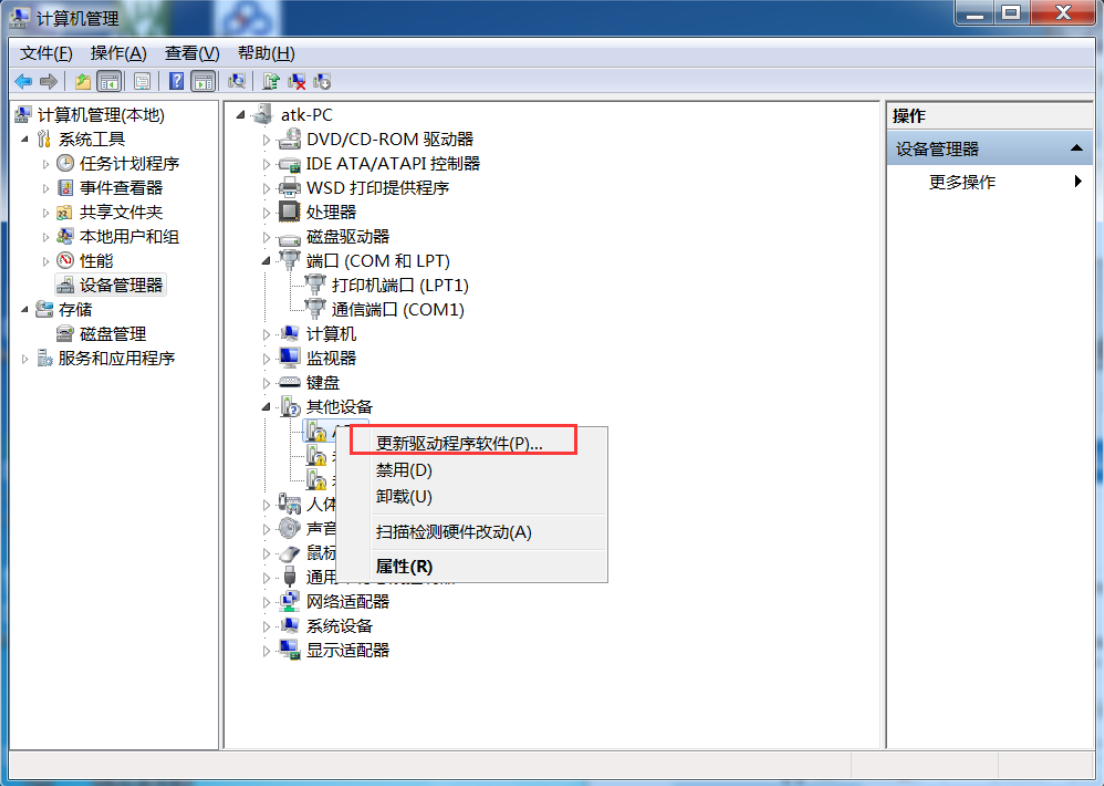 计算机管理
文件(F) 操作(A) 查看(V) 帮助(H)
计算机管理(本地)
系统工具
任务计划程序
事件查看器
共享文件夹
本地用户和组
性能
设备管理器
存储
磁盘管理
服务和应用程序
atk-PC
DVD/CD-ROM 驱动器
IDE ATA/ATAPI 控制器
WSD 打印提供程序
处理器
磁盘驱动器
端口 (COM 和 LPT)
打印机端口 (LPT1)
通信端口 (COM1)
计算机
监视器
键盘
其他设备
人体
声音
鼠标
通用
网络适配器
系统设备
显示适配器
更新驱动程序软件(P)...
禁用(D)
卸载(U)
扫描检测硬件改动(A)
属性(R)
操作
设备管理器
更多操作